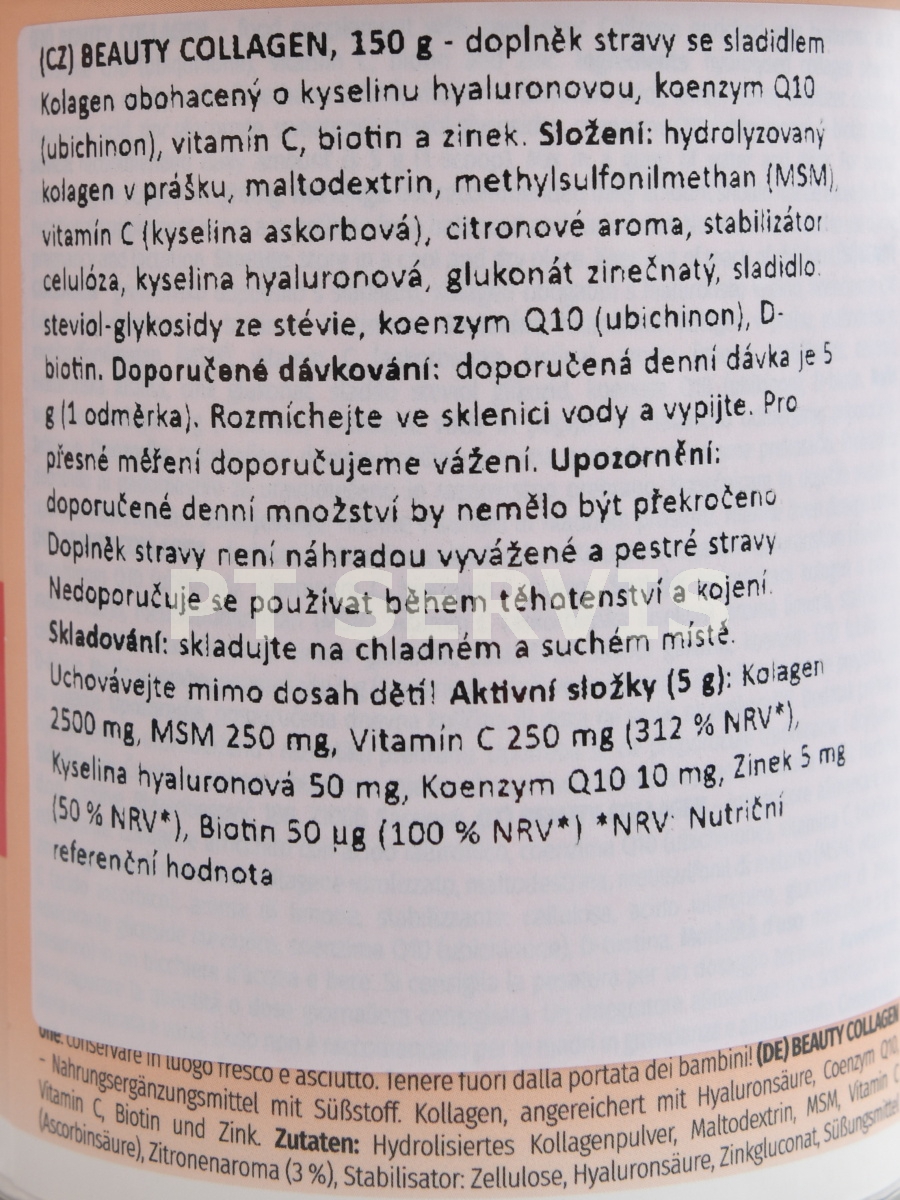 (CZ) BEAUTY COLLAGEN, 150 g - doplněk stravy se sladidlem
Kolagen obohacený o kyselinu hyaluronovou, koenzym Q10
(ubichinon), vitamín C, biotin a zinek. Složení: hydrolyzovaný
kolagen v prášku, maltodextrin, methylsulfonilmethan (MSM),
vitamín C (kyselina askorbová), citronové aroma, stabilizátor:
celulóza, kyselina hyaluronová, glukonát zinečnatý, sladidlo:
steviol-glykosidy ze stévie, koenzym Q10 (ubichinon), D-
biotin. Doporučené dávkování: doporučená denní dávka je 5
g (1 odměrka). Rozmíchejte ve sklenici vody a vypijte. Pro
přesné měření doporučujeme vážení. Upozornění:
doporučené denní množství by nemělo být překročeno
Doplněk stravy není náhradou vyvážené a pestré stravy
Nedoporučuje se používat během těhotenství a kojení.
PT SERVIS
Skladování: skladujte na chladném a suchém místě.
Uchovávejte mimo dosah dětí! Aktivní složky (5 g): Kolagen
2500 mg, MSM 250 mg, Vitamín C 250 mg (312 % NRV*),
Kyselina hyaluronová 50 mg, Koenzym Q10 10 mg, Zinek 5 mg
(50 % NRV*), Biotin 50 µg (100 % NRV*) *NRV: Nutriční
referenční hodnota
conservare in luogo fresco e asciutto. Tenere fuori dalla portata dei bambini! (DE) BEAUTY COLLAGEN
- Nahrungsergänzungsmittel mit Süßstoff. Kollagen, angereichert mit Hyaluronsäure, Coenzym Q10,
Vitamin C, Biotin und Zink. Zutaten: Hydrolisiertes Kollagenpulver, Maltodextrin, MSM, Vitamin C
(Ascorbinsäure), Zitronenaroma (3 %), Stabilisator: Zellulose, Hyaluronsäure, Zinkgluconat, Süßungsmittel